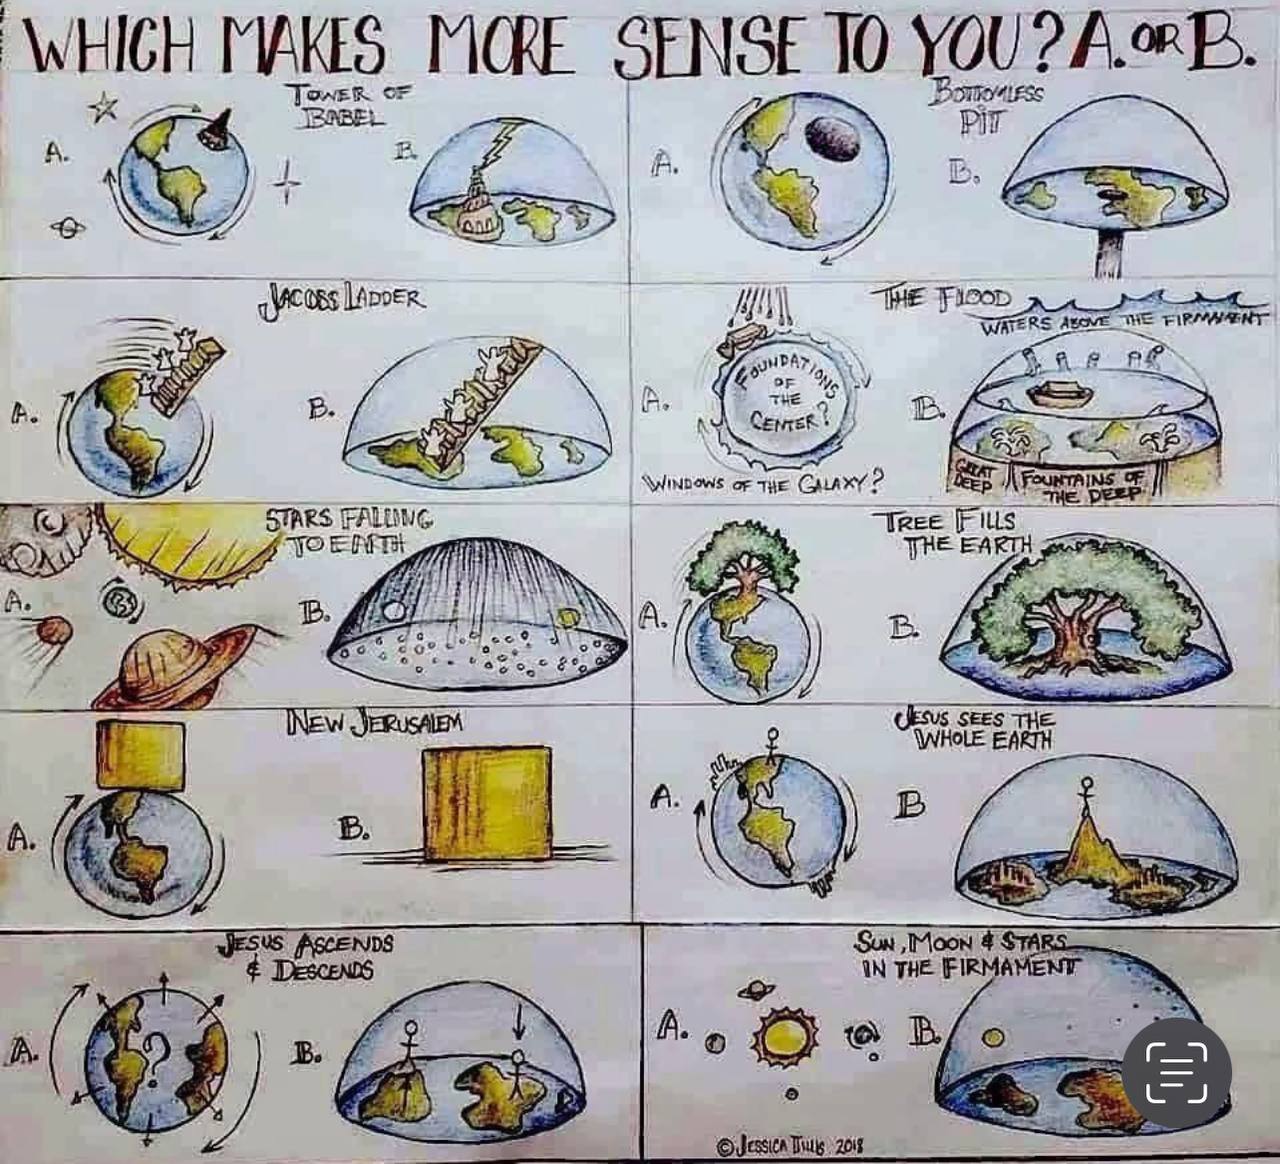 WHICH MAKES MORE SENSE TO YOU? A. OR B.
TOWER OF
BABEL
A.
B.
BOTTOMLESS
PIT
A.
B.
JACOBS LADDER
A.
B.
THE FLOOD
WATERS ABOVE THE FIRMAMENT
A.
FOUNDATIONS
OF
THE
CENTER?
WINDOWS OF THE GALAXY?
B.
GREAT
DEEP
FOUNTAINS OF
THE DEEP
STARS FALLING
TO EARTH
A.
B.
TREE FILLS
THE EARTH
A.
B.
NEW JERUSALEM
A.
B.
JESUS SEES THE
WHOLE EARTH
A.
B
JESUS ASCENDS
& DESCENDS
A.
?
B.
SUN, MOON & STARS
IN THE FIRMAMENT
A.
B.
© JESSICA 2018